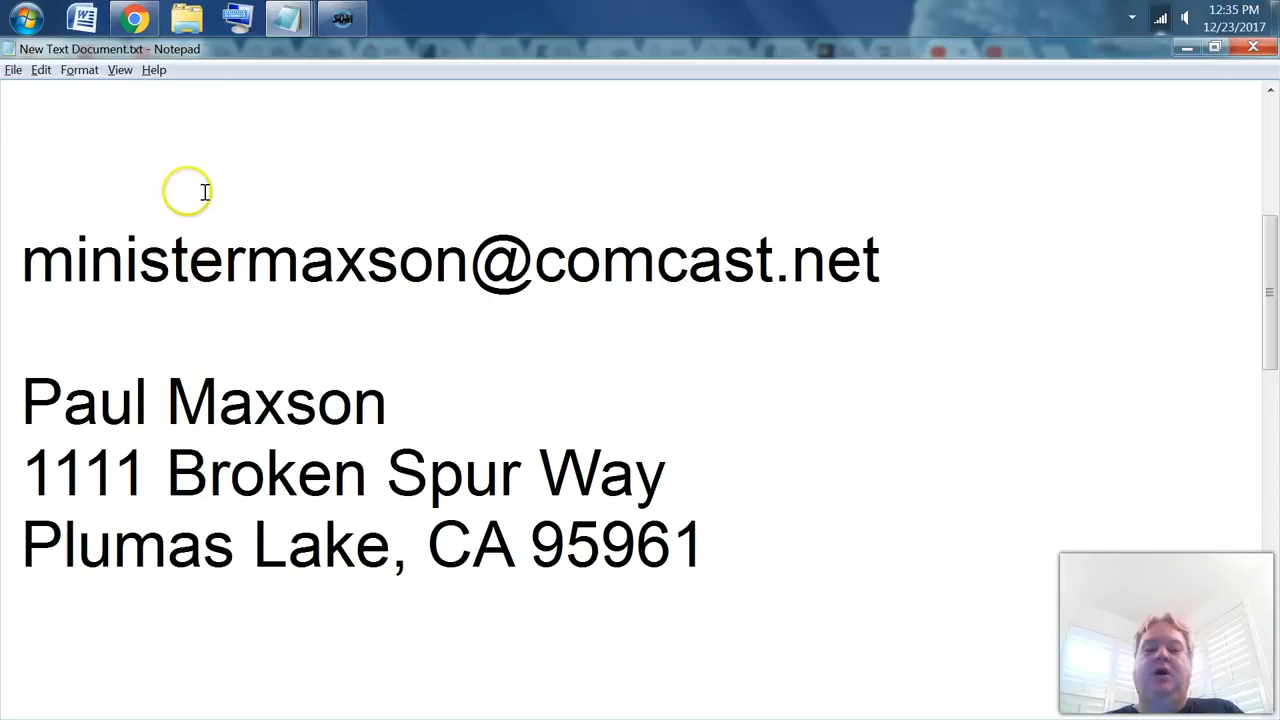 12:35 PM
12/23/2017
New Text Document.txt - Notepad
File Edit Format View Help
ministermaxson@comcast.net
Paul Maxson
1111 Broken Spur Way
Plumas Lake, CA 95961